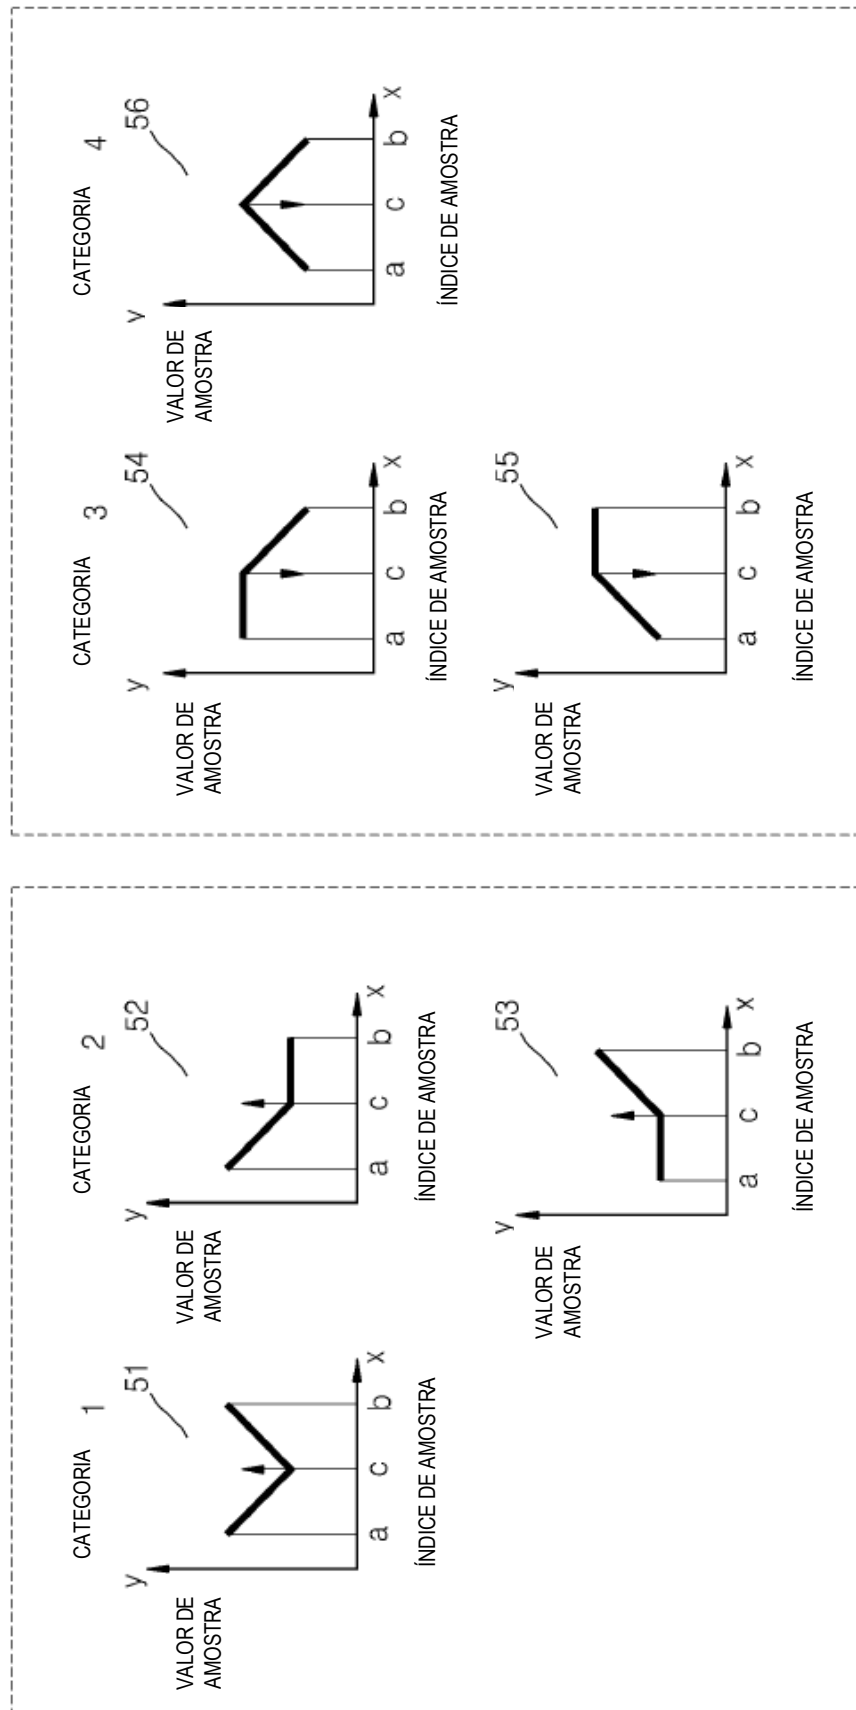 CATEGORIA 1
51
y
VALOR DE
AMOSTRA
a c b x
ÍNDICE DE AMOSTRA
CATEGORIA 2
52
y
VALOR DE
AMOSTRA
a c b x
ÍNDICE DE AMOSTRA
53
y
VALOR DE
AMOSTRA
a c b x
ÍNDICE DE AMOSTRA
CATEGORIA 3
54
y
VALOR DE
AMOSTRA
a c b x
ÍNDICE DE AMOSTRA
55
y
VALOR DE
AMOSTRA
a c b x
ÍNDICE DE AMOSTRA
CATEGORIA 4
56
y
VALOR DE
AMOSTRA
a c b x
ÍNDICE DE AMOSTRA